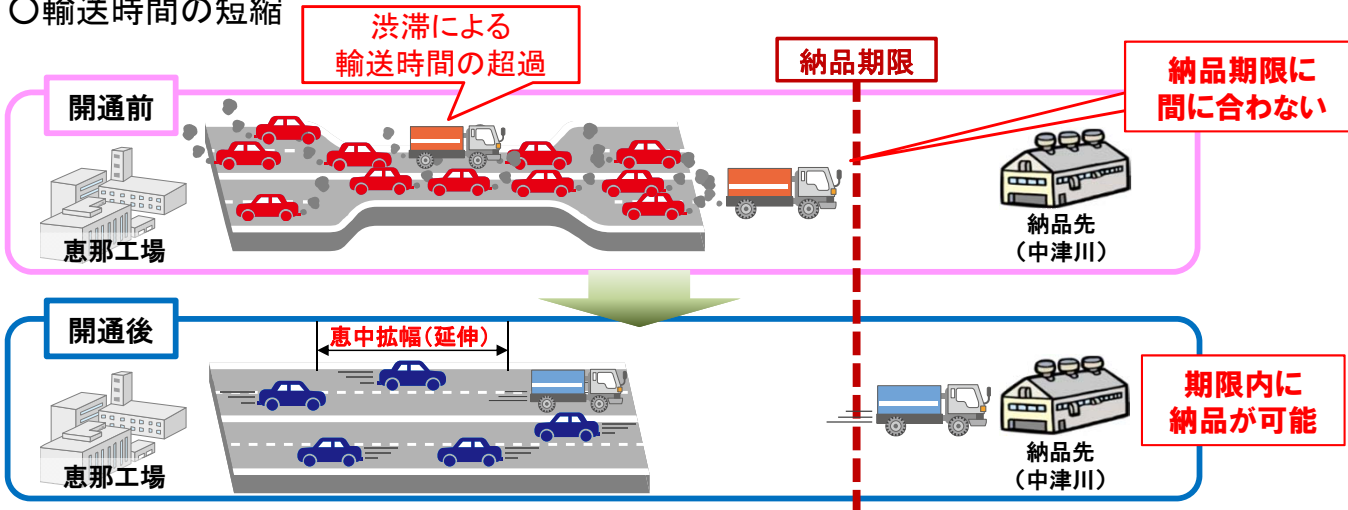 〇輸送時間の短縮
渋滞による
輸送時間の超過
納品期限
納品期限に
間に合わない
開通前
恵那工場
納品先
（中津川）
開通後
恵中拡幅（延伸）
恵那工場
納品先
（中津川）
期限内に
納品が可能